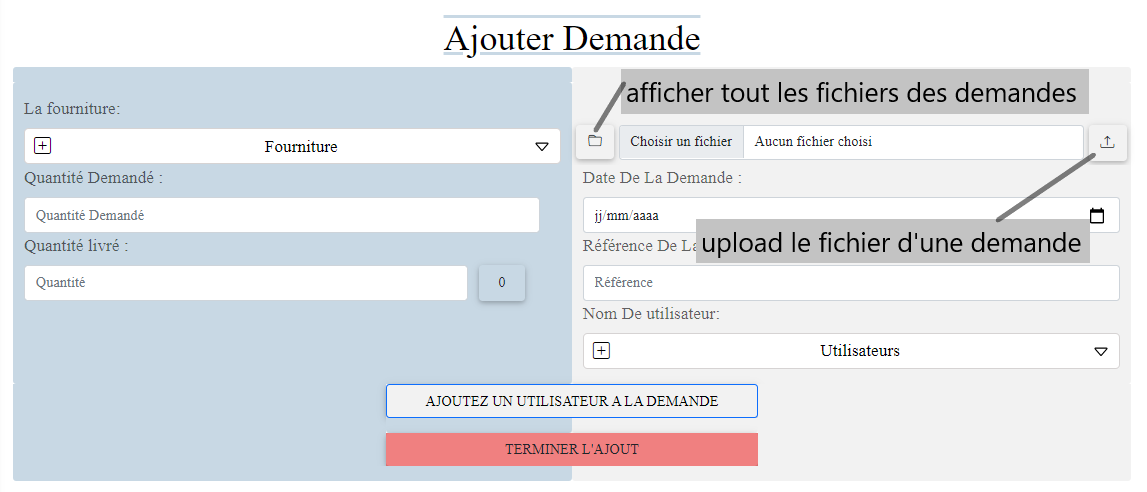 Ajouter Demande
La fourniture:
Fourniture
Quantité Demandé :
Quantité Demandé
Quantité livré :
Quantité
0
afficher tout les fichiers des demandes
Choisir un fichier
Aucun fichier choisi
Date De La Demande :
jj/mm/aaaa
upload le fichier d'une demande
Référence De La
Référence
Nom De utilisateur:
Utilisateurs
AJOUTEZ UN UTILISATEUR A LA DEMANDE
TERMINER L'AJOUT